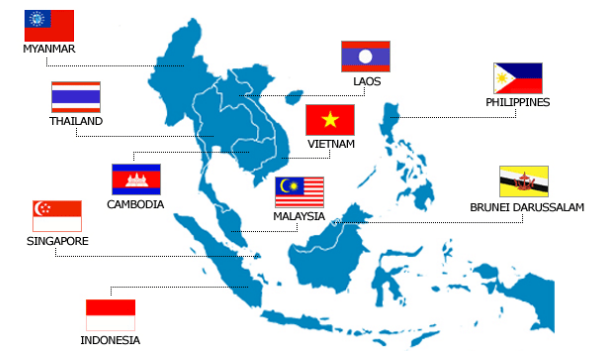 MYANMAR
LAOS
PHILIPPINES
THAILAND
VIETNAM
CAMBODIA
MALAYSIA
BRUNEI DARUSSALAM
SINGAPORE
INDONESIA